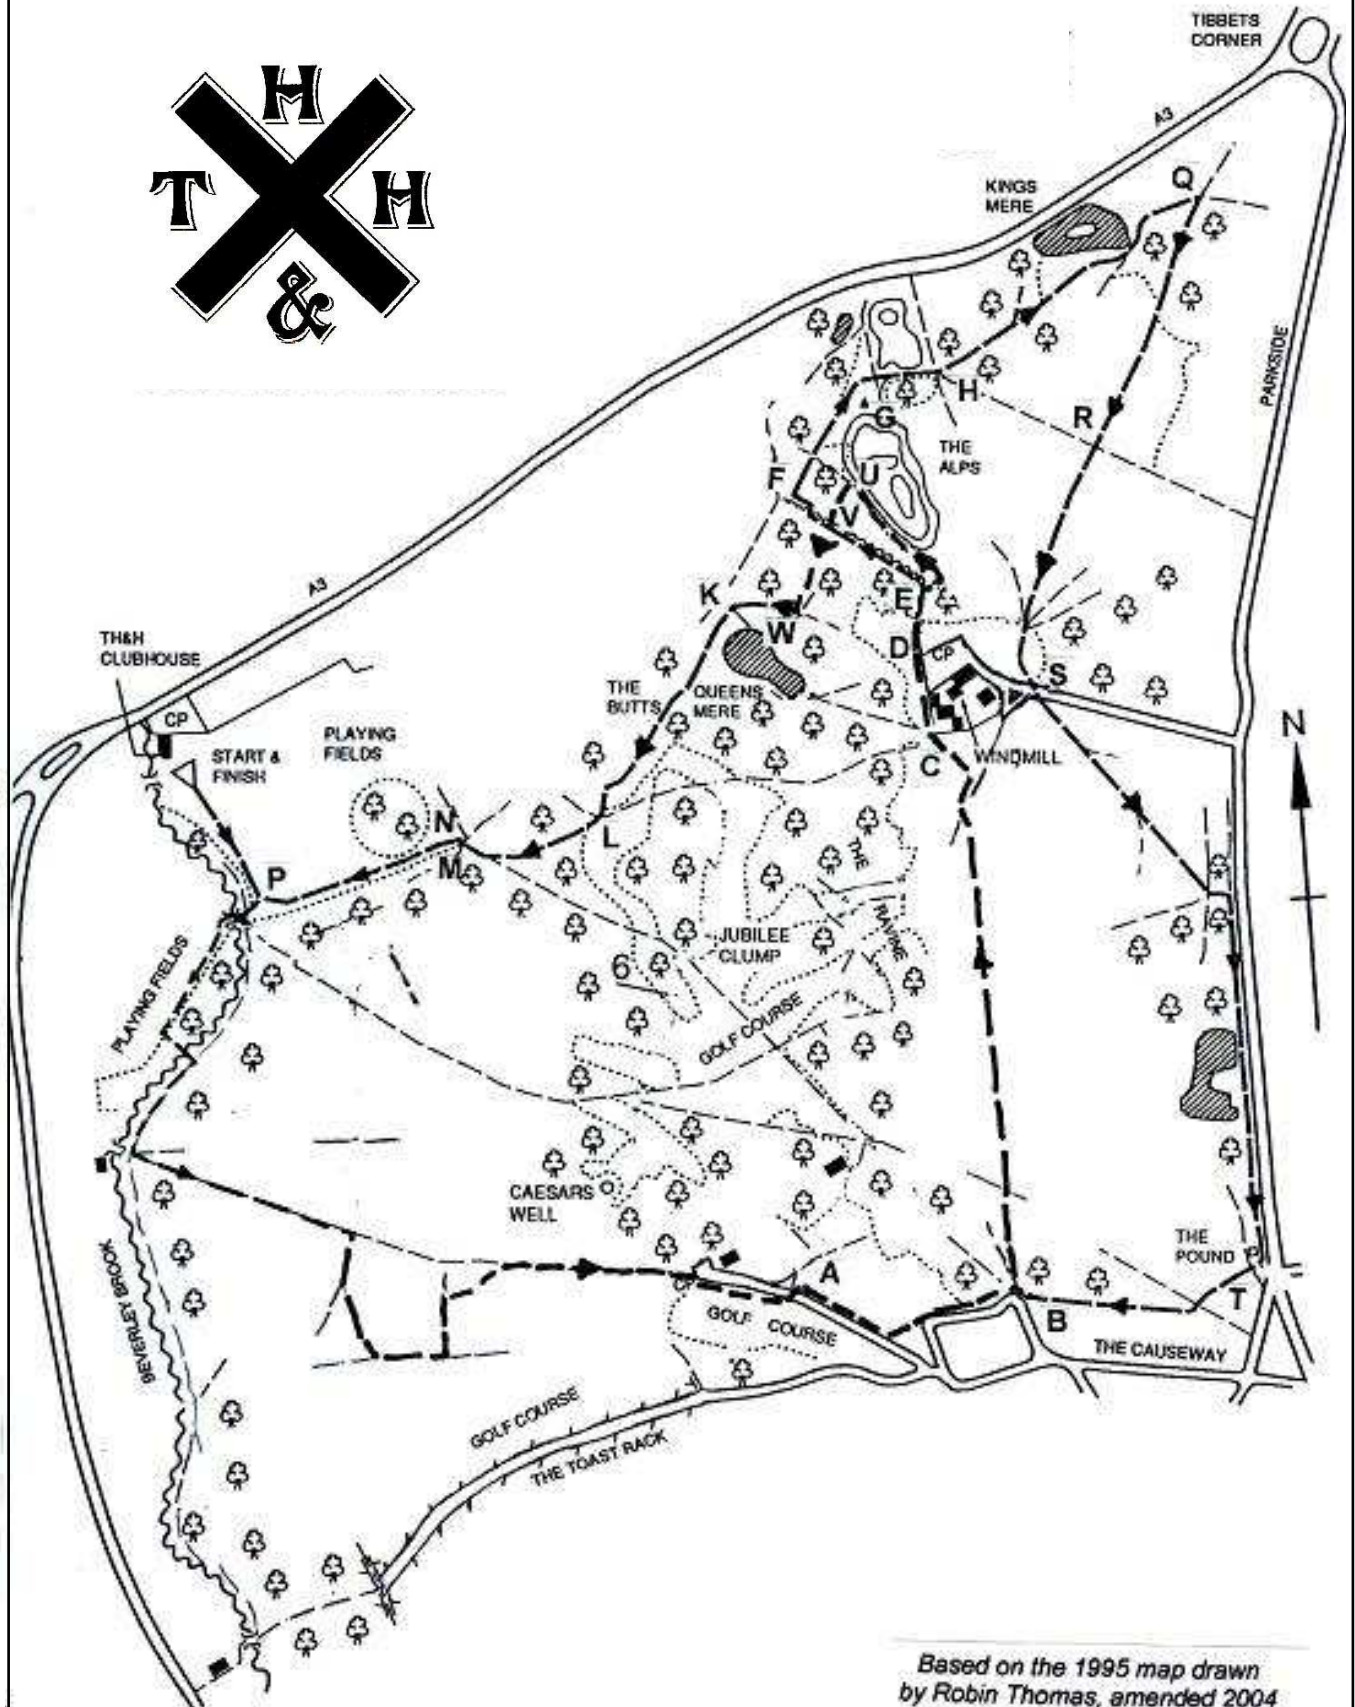 TIBBETS
CORNER
H
T H
&
A3
Q
KINGS
MERE
PARKSIDE
H
R
G
THE
ALPS
F
U
V
A3
K
E
W
D
CP
S
TH&H
CLUBHOUSE
THE
BUTTS
QUEENS
MERE
N
CP
START &
FINISH
PLAYING
FIELDS
C
WINDMILL
N
L
M
THE
RAVINE
P
JUBILEE
CLUMP
6
PLAYING FIELDS
GOLF COURSE
CAESARS
WELL
THE
POUND
P
BEVERLEY BROOK
A
T
B
GOLF COURSE
THE CAUSEWAY
GOLF COURSE
THE TOAST RACK
Based on the 1995 map drawn
by Robin Thomas, amended 2004